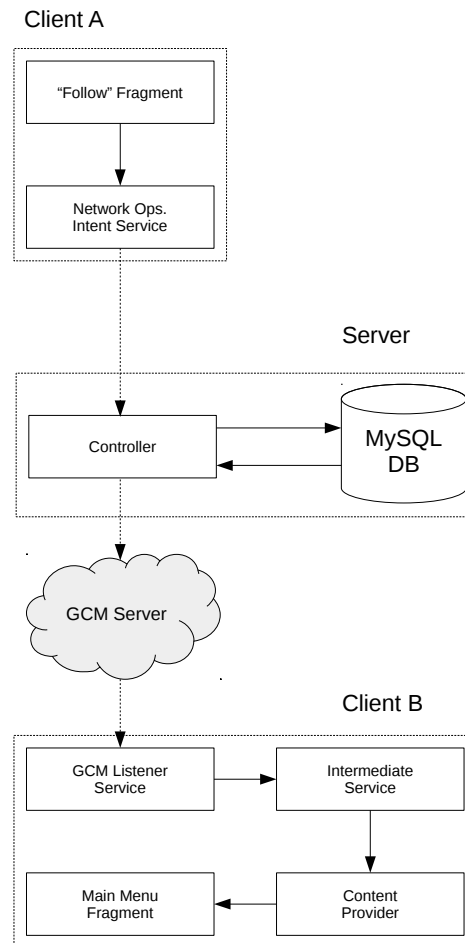 Client A
“Follow” Fragment
Network Ops.
Intent Service
Server
Controller
MySQL
DB
GCM Server
Client B
GCM Listener
Service
Intermediate
Service
Main Menu
Fragment
Content
Provider